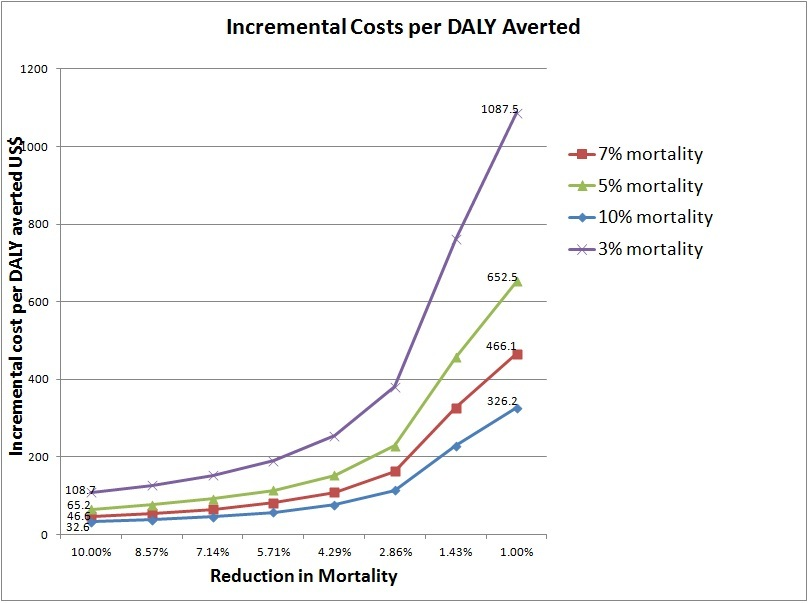 Incremental Costs per DALY Averted
Incremental cost per DALY averted US$
1200
1000
800
600
400
200
0
1087.5
652.5
466.1
326.2
108.7
65.2
46.6
32.6
10.00% 8.57% 7.14% 5.71% 4.29% 2.86% 1.43% 1.00%
Reduction in Mortality
7% mortality
5% mortality
10% mortality
3% mortality